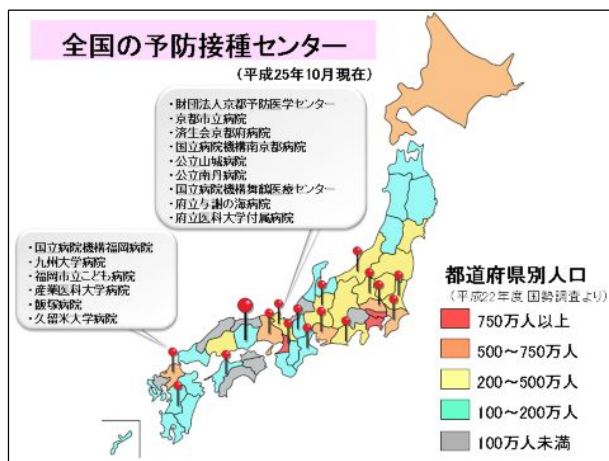 全国の予防接種センター
(平成25年10月現在)
・財団法人京都予防医学センター
・京都市立病院
・済生会京都府病院
・国立病院機構南京都病院
・公立山城病院
・公立南丹病院
・国立病院機構舞鶴医療センター
・府立与謝の海病院
・府立医科大学付属病院
・国立病院機構福岡病院
・九州大学病院
・福岡市立こども病院
・産業医科大学病院
・飯塚病院
・久留米大学病院
都道府県別人口
(平成22年度 国勢調査より)
750万人以上
500～750万人
200～500万人
100～200万人
100万人未満